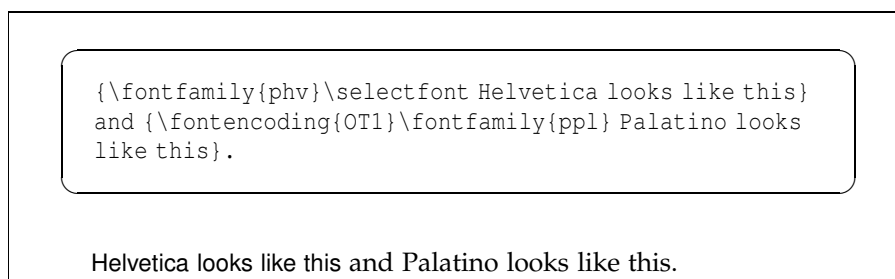 {\fontfamily{phv}\selectfont Helvetica looks like this}
and {\fontencoding{OT1}\fontfamily{ppl} Palatino looks
like this}.
Helvetica looks like this and Palatino looks like this.